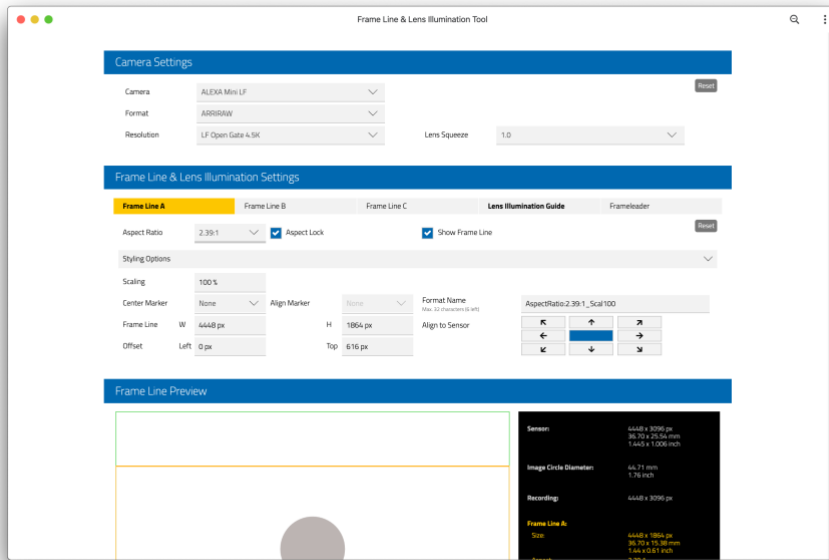 Frame Line & Lens Illumination Tool
Camera Settings
Camera ALEXA Mini LF Reset
Format ARRIRAW
Resolution LF Open Gate 4.5K Lens Squeeze 1.0
Frame Line & Lens Illumination Settings
Frame Line A Frame Line B Frame Line C Lens Illumination Guide Frameleader
Aspect Ratio 2.39:1 Aspect Lock Show Frame Line Reset
Styling Options
Scaling 100 %
Center Marker None Align Marker None Format Name AspectRatio:2.39:1_Scal100
Max. 32 characters (6 left)
Frame Line W 4448 px H 1864 px Align to Sensor
Offset Left 0 px Top 616 px
Frame Line Preview
Sensor: 4448 x 3096 px
36.70 x 25.54 mm
1.445 x 1.006 inch
Image Circle Diameter: 44.71 mm
1.76 inch
Recording: 4448 x 3096 px
Frame Line A:
Size: 4448 x 1864 px
36.70 x 15.38 mm
1.44 x 0.61 inch